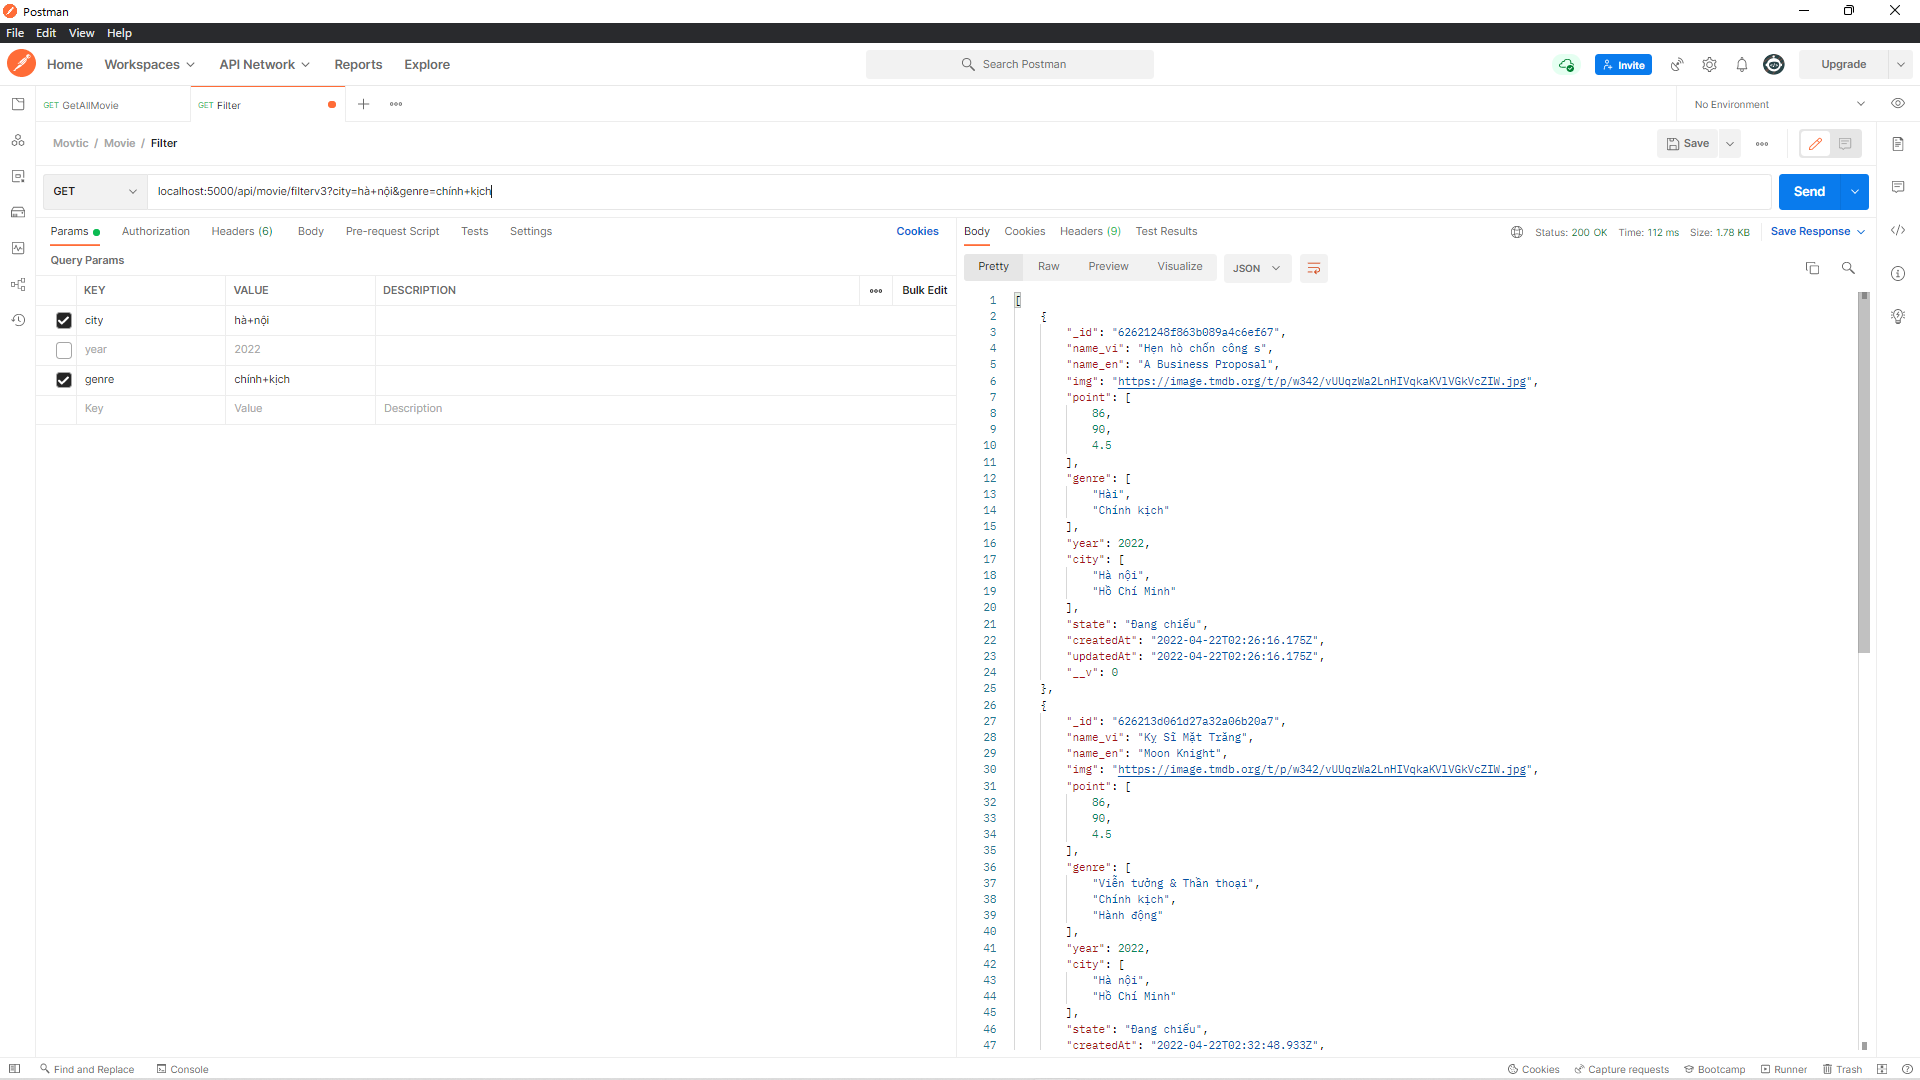 Postman
File Edit View Help
Home Workspaces API Network Reports Explore Search Postman Invite Upgrade
GET GetAllMovie GET Filter No Environment
Movtic / Movie / Filter Save
GET localhost:5000/api/movie/filterv3?city=hà+nội&genre=chính+kịch Send
Params Authorization Headers (6) Body Pre-request Script Tests Settings Cookies
Query Params
KEY VALUE DESCRIPTION Bulk Edit
city hà+nội
year 2022
genre chính+kịch
Key Value Description
Body Cookies Headers (9) Test Results Status: 200 OK Time: 112 ms Size: 1.78 KB Save Response
Pretty Raw Preview Visualize JSON
1 [
2 {
3 "_id": "62621248f863b089a4c6ef67",
4 "name_vi": "Hẹn hò chốn công s",
5 "name_en": "A Business Proposal",
6 "img": "https://image.tmdb.org/t/p/w342/vUUqzWa2LnHIVqkaKVlVGkVcZIW.jpg",
7 "point": [
8 86,
9 90,
10 4.5
11 ],
12 "genre": [
13 "Hài",
14 "Chính kịch"
15 ],
16 "year": 2022,
17 "city": [
18 "Hà nội",
19 "Hồ Chí Minh"
20 ],
21 "state": "Đang chiếu",
22 "createdAt": "2022-04-22T02:26:16.175Z",
23 "updatedAt": "2022-04-22T02:26:16.175Z",
24 "__v": 0
25 },
26 {
27 "_id": "626213d061d27a32a06b20a7",
28 "name_vi": "Kỵ Sĩ Mặt Trăng",
29 "name_en": "Moon Knight",
30 "img": "https://image.tmdb.org/t/p/w342/vUUqzWa2LnHIVqkaKVlVGkVcZIW.jpg",
31 "point": [
32 86,
33 90,
34 4.5
35 ],
36 "genre": [
37 "Viễn tưởng & Thần thoại",
38 "Chính kịch",
39 "Hành động"
40 ],
41 "year": 2022,
42 "city": [
43 "Hà nội",
44 "Hồ Chí Minh"
45 ],
46 "state": "Đang chiếu",
47 "createdAt": "2022-04-22T02:32:48.933Z",
Find and Replace Console Cookies Capture requests Bootcamp Runner Trash